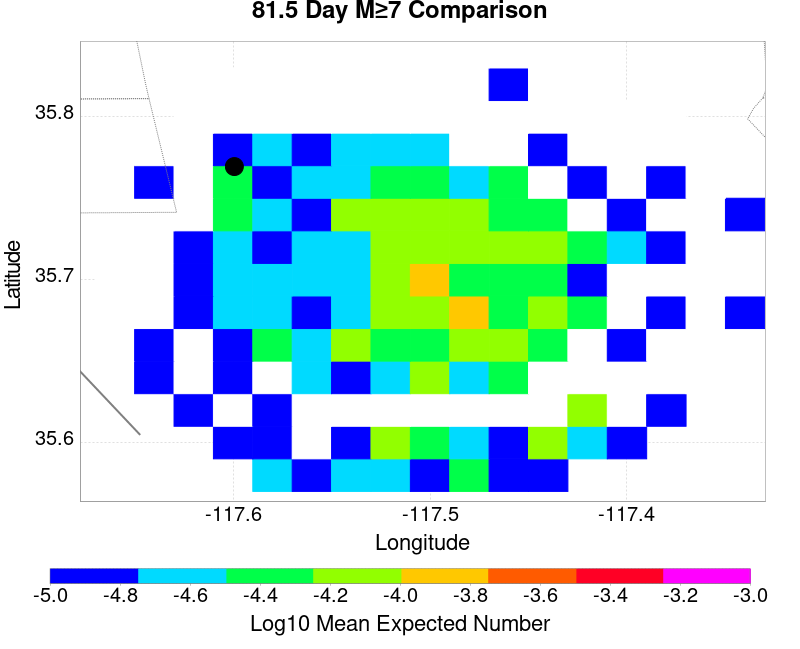 81.5 Day M≥7 Comparison
35.8
35.7
35.6
Latitude
-117.6 -117.5 -117.4
Longitude
-5.0 -4.8 -4.6 -4.4 -4.2 -4.0 -3.8 -3.6 -3.4 -3.2 -3.0
Log10 Mean Expected Number